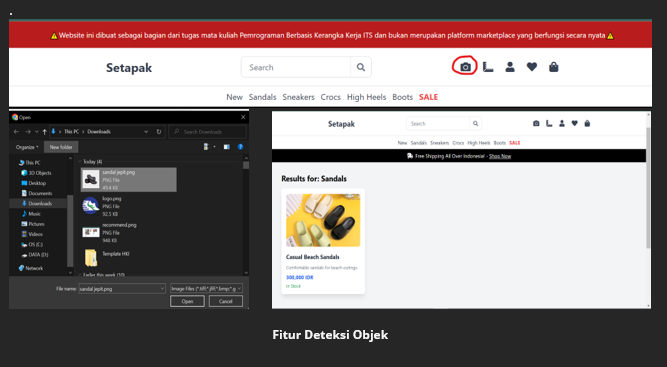 ⚠ Website ini dibuat sebagai bagian dari tugas mata kuliah Pemrograman Berbasis Kerangka Kerja ITS dan bukan merupakan platform marketplace yang berfungsi secara nyata ⚠
Setapak
Search
New Sandals Sneakers Crocs High Heels Boots SALE
Open
This PC > Downloads
Search Downloads
Organize
New folder
This PC
3D Objects
Desktop
Documents
Downloads
Music
Pictures
Videos
OS (C:)
DATA (D:)
Network
Today (4)
sandal jepit.png
PNG File
49.4 KB
logo.png
PNG File
92.5 KB
recommend.png
PNG File
948 KB
Template HKI
Earlier this week (10)
File name:
sandal jepit.png
Open
Cancel
Setapak
Search
New Sandals Sneakers Crocs High Heels Boots SALE
Free Shipping All Over Indonesia! - Shop Now
Results for: Sandals
Casual Beach Sandals
Comfortable sandals for beach outings.
300,000 IDR
In Stock
Fitur Deteksi Objek